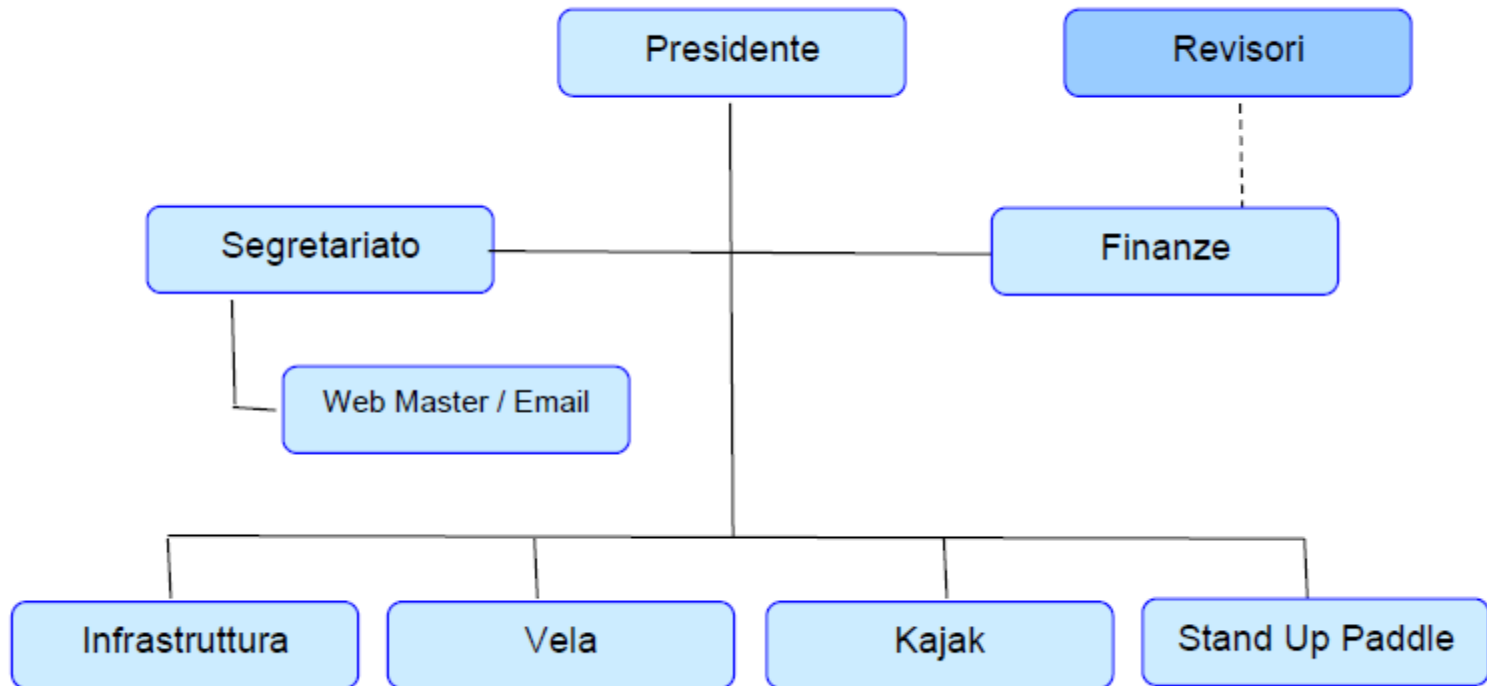 Presidente
Revisori
Segretariato
Finanze
Web Master / Email
Infrastruttura
Vela
Kajak
Stand Up Paddle